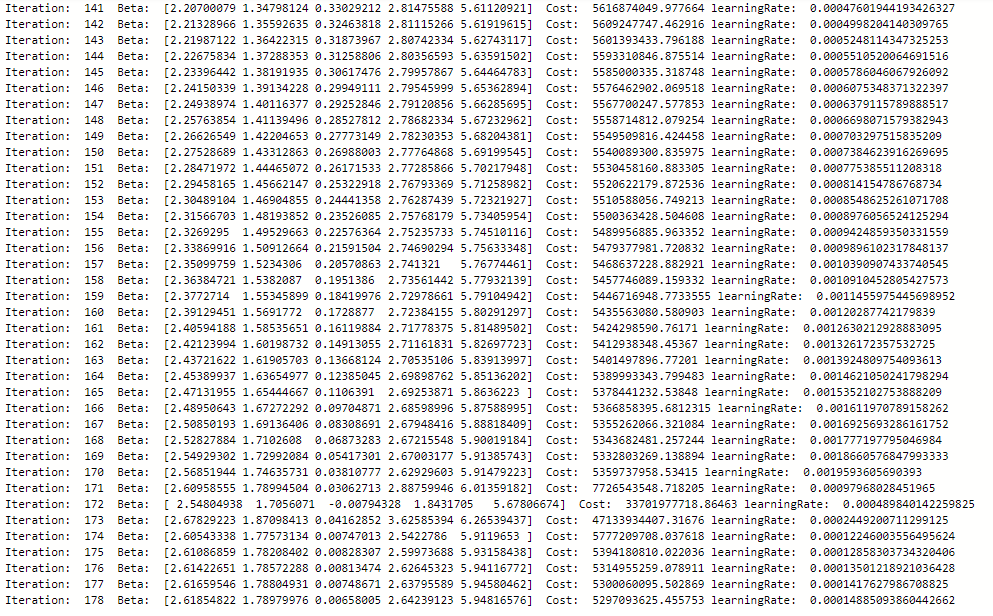 Iteration:  141  Beta:  [2.20700079 1.34798124 0.33029212 2.81475588 5.61120921]  Cost:  5616874049.977664 learningRate:  0.00047601944193426327
Iteration:  142  Beta:  [2.21328966 1.35592635 0.32463818 2.81115266 5.61919615]  Cost:  5609247747.462916 learningRate:  0.0004998204140309765
Iteration:  143  Beta:  [2.21987122 1.36422315 0.31873967 2.80742334 5.62743117]  Cost:  5601393433.796188 learningRate:  0.0005248114347325253
Iteration:  144  Beta:  [2.22675834 1.37288353 0.31258806 2.80356593 5.63591502]  Cost:  5593310846.875514 learningRate:  0.0005510520064691516
Iteration:  145  Beta:  [2.23396442 1.38191935 0.30617476 2.79957867 5.64464783]  Cost:  5585000335.318748 learningRate:  0.0005786046067926092
Iteration:  146  Beta:  [2.24150339 1.39134228 0.29949111 2.79545999 5.65362894]  Cost:  5576462902.069518 learningRate:  0.0006075348371322397
Iteration:  147  Beta:  [2.24938974 1.40116377 0.29252846 2.79120856 5.66285695]  Cost:  5567700247.577853 learningRate:  0.0006379115789888517
Iteration:  148  Beta:  [2.25763854 1.41139496 0.28527812 2.78682334 5.67232962]  Cost:  5558714812.079254 learningRate:  0.0006698071579382943
Iteration:  149  Beta:  [2.26626549 1.42204653 0.27773149 2.78230353 5.68204381]  Cost:  5549509816.424458 learningRate:  0.000703297515835209
Iteration:  150  Beta:  [2.27528689 1.43312863 0.26988003 2.77764868 5.69199545]  Cost:  5540089300.835975 learningRate:  0.0007384623916269695
Iteration:  151  Beta:  [2.28471972 1.44465072 0.26171533 2.77285866 5.70217948]  Cost:  5530458160.883305 learningRate:  0.000775385511208318
Iteration:  152  Beta:  [2.29458165 1.45662147 0.25322918 2.76793369 5.71258982]  Cost:  5520622179.872536 learningRate:  0.000814154786768734
Iteration:  153  Beta:  [2.30489104 1.46904855 0.24441358 2.76287439 5.72321927]  Cost:  5510588056.749213 learningRate:  0.0008548625261071708
Iteration:  154  Beta:  [2.31566703 1.48193852 0.23526085 2.75768179 5.73405954]  Cost:  5500363428.504608 learningRate:  0.0008976056524125294
Iteration:  155  Beta:  [2.3269295  1.49529663 0.22576364 2.75235733 5.74510116]  Cost:  5489956885.963352 learningRate:  0.0009424859350331559
Iteration:  156  Beta:  [2.33869916 1.50912664 0.21591504 2.74690294 5.75633348]  Cost:  5479377981.720832 learningRate:  0.0009896102317848137
Iteration:  157  Beta:  [2.35099759 1.5234306  0.20570863 2.741321   5.76774461]  Cost:  5468637228.882921 learningRate:  0.0010390907433740545
Iteration:  158  Beta:  [2.36384721 1.5382087  0.1951386  2.73561442 5.77932139]  Cost:  5457746089.159332 learningRate:  0.0010910452805427573
Iteration:  159  Beta:  [2.3772714  1.55345899 0.18419976 2.72978661 5.79104942]  Cost:  5446716948.7733555 learningRate:  0.0011455975445698952
Iteration:  160  Beta:  [2.39129451 1.5691772  0.1728877  2.72384155 5.80291297]  Cost:  5435563080.580903 learningRate:  0.00120287742179839
Iteration:  161  Beta:  [2.40594188 1.58535651 0.16119884 2.71778375 5.81489502]  Cost:  5424298590.76171 learningRate:  0.0012630212928883095
Iteration:  162  Beta:  [2.42123994 1.60198732 0.14913055 2.71161831 5.82697723]  Cost:  5412938348.45367 learningRate:  0.001326172357532725
Iteration:  163  Beta:  [2.43721622 1.61905703 0.13668124 2.70535106 5.83913997]  Cost:  5401497896.77201 learningRate:  0.0013924809754093613
Iteration:  164  Beta:  [2.45389937 1.63654977 0.12385045 2.69898762 5.85136202]  Cost:  5389993343.799483 learningRate:  0.0014621050241798294
Iteration:  165  Beta:  [2.47131955 1.65444667 0.1106391  2.69253871 5.8636223 ]  Cost:  5378441232.53848 learningRate:  0.0015352102753888209
Iteration:  166  Beta:  [2.48950643 1.67272292 0.09704871 2.68598996 5.87588995]  Cost:  5366858395.6812315 learningRate:  0.001611970789158262
Iteration:  167  Beta:  [2.50850193 1.69136406 0.08308691 2.67948416 5.88818409]  Cost:  5355262066.321084 learningRate:  0.0016925693286161752
Iteration:  168  Beta:  [2.52827884 1.7102608  0.06873283 2.67215548 5.90019184]  Cost:  5343682481.257244 learningRate:  0.001777197795046984
Iteration:  169  Beta:  [2.54929302 1.72992084 0.05417301 2.67003177 5.91385743]  Cost:  5332803269.138894 learningRate:  0.0018660576847993333
Iteration:  170  Beta:  [2.56851944 1.74635731 0.03810777 2.62929603 5.91479223]  Cost:  5359737958.53415 learningRate:  0.0019593605690393
Iteration:  171  Beta:  [2.60958555 1.78994504 0.03062713 2.88759946 6.01359182]  Cost:  7726543548.718205 learningRate:  0.00097968028451965
Iteration:  172  Beta:  [ 2.54804938  1.7056071  -0.00794328  1.8431705   5.67806674]  Cost:  33701977718.86463 learningRate:  0.000489840142259825
Iteration:  173  Beta:  [2.67829223 1.87098413 0.04162852 3.62585394 6.26539437]  Cost:  47133934407.31676 learningRate:  0.0002449200711299125
Iteration:  174  Beta:  [2.60543338 1.77573134 0.00747013 2.5422786  5.9119653 ]  Cost:  5777209708.037618 learningRate:  0.00012246003556495624
Iteration:  175  Beta:  [2.61086859 1.78208402 0.00828307 2.59973688 5.93158438]  Cost:  5394180810.022036 learningRate:  0.00012858303734320406
Iteration:  176  Beta:  [2.61422651 1.78572288 0.00813474 2.62645323 5.94116772]  Cost:  5314955259.078911 learningRate:  0.00013501218921036428
Iteration:  177  Beta:  [2.61659546 1.78804931 0.00748671 2.63795589 5.94580462]  Cost:  5300060095.502869 learningRate:  0.0001417627986708825
Iteration:  178  Beta:  [2.61854822 1.78979976 0.00658005 2.64239123 5.94816576]  Cost:  5297093625.455753 learningRate:  0.00014885093860442662